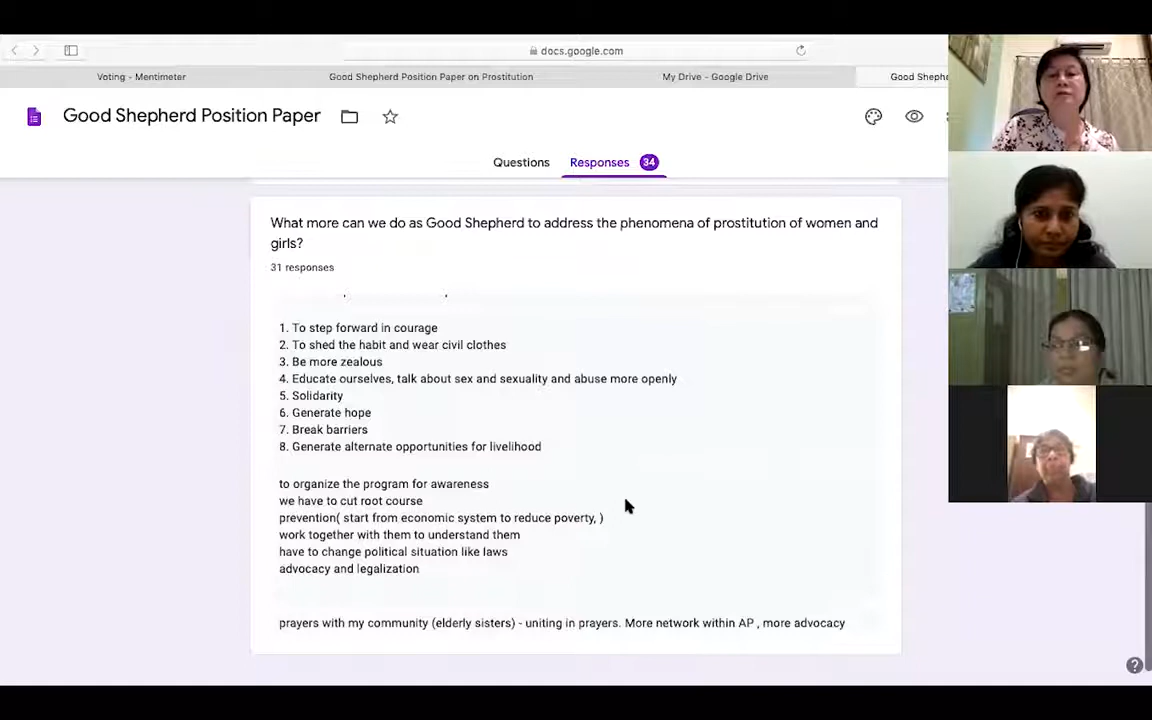 docs.google.com
Voting - Mentimeter
Good Shepherd Position Paper on Prostitution
My Drive - Google Drive
Good Shephe
Good Shepherd Position Paper
Questions
Responses
34
What more can we do as Good Shepherd to address the phenomena of prostitution of women and
girls?
31 responses
1. To step forward in courage
2. To shed the habit and wear civil clothes
3. Be more zealous
4. Educate ourselves, talk about sex and sexuality and abuse more openly
5. Solidarity
6. Generate hope
7. Break barriers
8. Generate alternate opportunities for livelihood
to organize the program for awareness
we have to cut root course
prevention( start from economic system to reduce poverty, )
work together with them to understand them
have to change political situation like laws
advocacy and legalization
prayers with my community (elderly sisters) - uniting in prayers. More network within AP , more advocacy